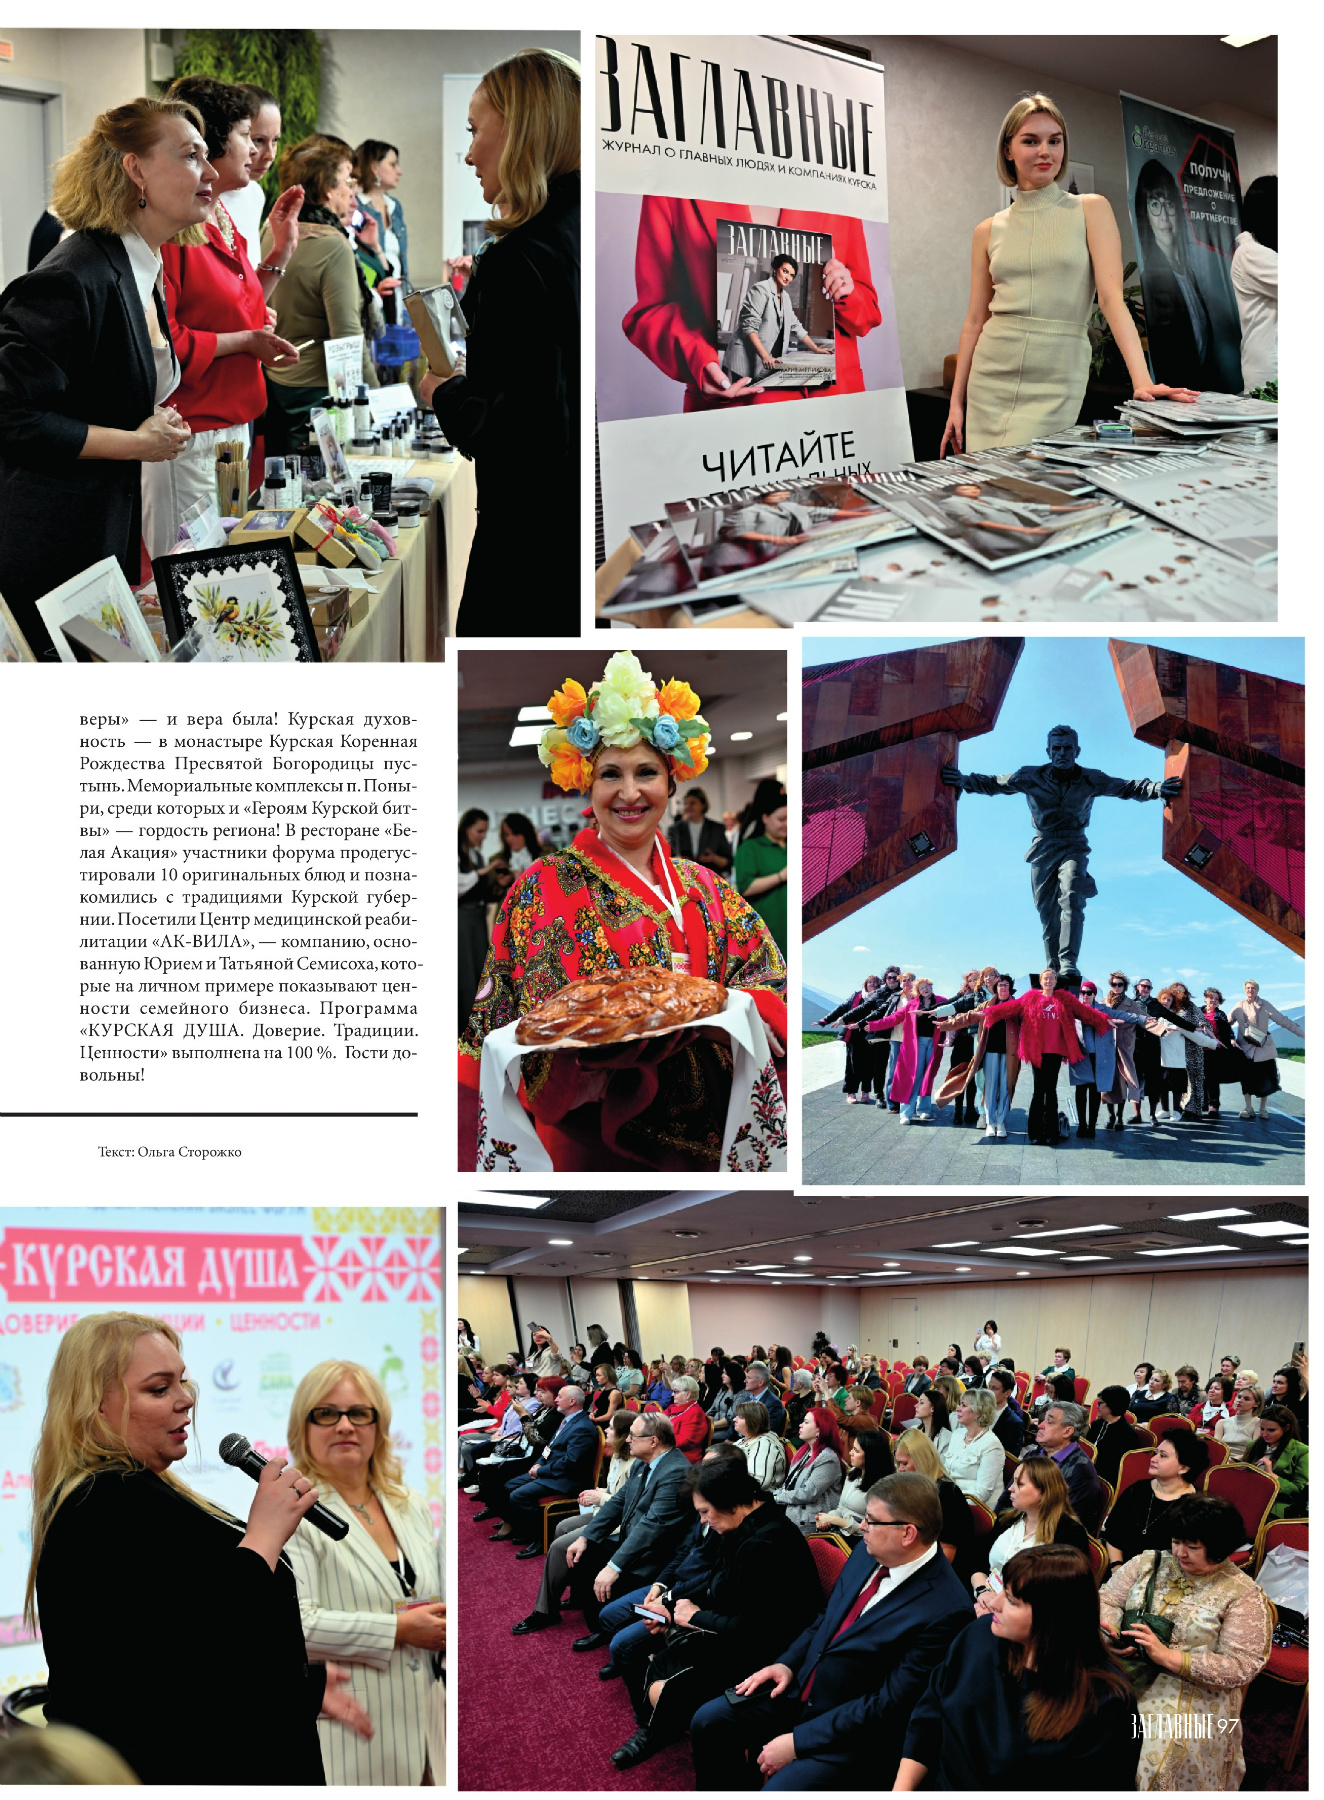 ЗАГЛАВНЫЕ
ЖУРНАЛ О ГЛАВНЫХ ЛЮДЯХ И КОМПАНИЯХ КУРСКА
ЗАГЛАВНЫЕ
ЧИТАЙТЕ
ПОЛУЧИ
ПРЕДЛОЖЕНИЕ
О
ПАРТНЕРСТВЕ
веры» — и вера была! Курская духов-
ность — в монастыре Курская Коренная
Рождества Пресвятой Богородицы пус-
тынь. Мемориальные комплексы п. Поны-
ри, среди которых и «Героям Курской бит-
вы» — гордость региона! В ресторане «Бе-
лая Акация» участники форума продегус-
тировали 10 оригинальных блюд и позна-
комились с традициями Курской губер-
нии. Посетили Центр медицинской реаби-
литации «АК-ВИЛА», — компанию, осно-
ванную Юрием и Татьяной Семисоха, кото-
рые на личном примере показывают цен-
ности семейного бизнеса. Программа
«КУРСКАЯ ДУША. Доверие. Традиции.
Ценности» выполнена на 100 %. Гости до-
вольны!
Текст: Ольга Сторожко
КУРСКАЯ ДУША
ЦЕННОСТИ
ЗАГЛАВНЫЕ 97